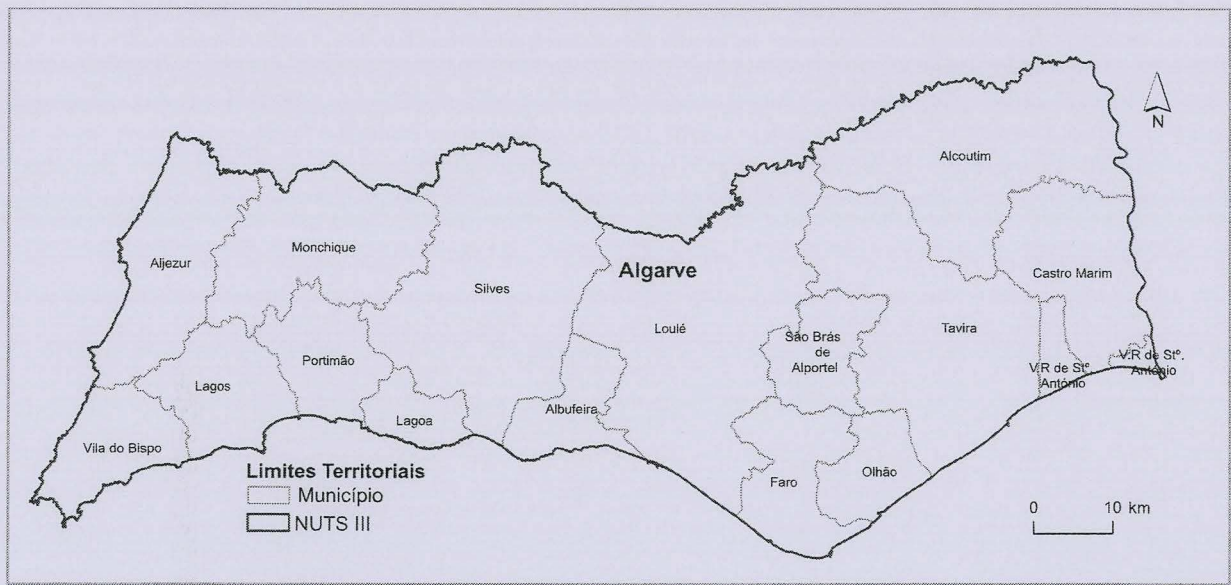 N
Alcoutim
Monchique
Aljezur
Algarve
Castro Marim
Silves
Loulé
Tavira
São Brás
de
Alportel
Portimão
V.R de Stº.
António
V.R de Stº
António
Lagos
Albufeira
Lagoa
Vila do Bispo
Olhão
Faro
Limites Territoriais
Município
NUTS III
0 10 km